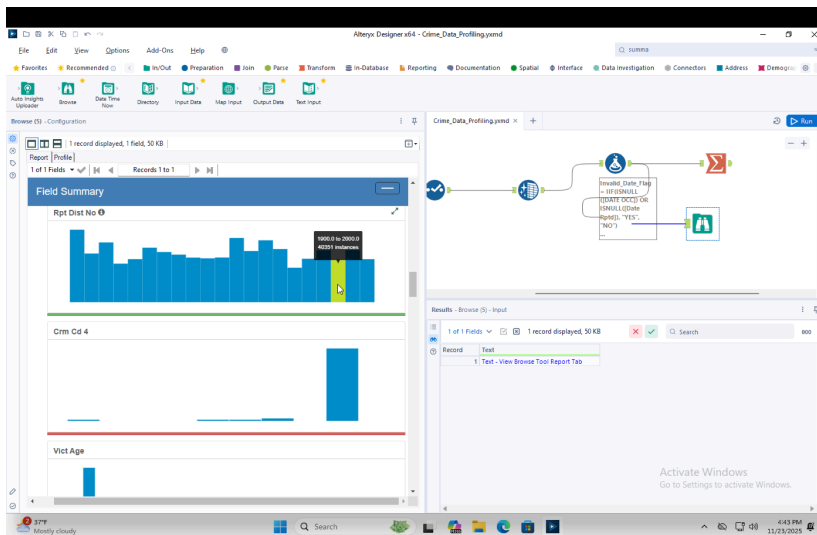 Alteryx Designer x64 - Crime_Data_Profiling.yxmd
File Edit View Options Add-Ons Help
summa
Favorites Recommended In/Out Preparation Join Parse Transform In-Database Reporting Documentation Spatial Interface Data Investigation Connectors Address
Auto Insights Uploader
Browse
Date Time Now
Directory
Input Data
Map Input
Output Data
Text Input
Browse (5) - Configuration
1 record displayed, 1 field, 50 KB
Report Profile
1 of 1 Fields Records 1 to 1
Field Summary
Rpt Dist No
1900.0 to 2000.0
40351 instances
Crm Cd 4
Vict Age
Crime_Data_Profiling.yxmd
Run
Invalid_Date_Flag
= IIF(ISNULL
([DATE OCC]) OR
ISNULL([Date
Rptd]), "YES",
"NO")
...
Results - Browse (5) - Input
1 of 1 Fields 1 record displayed, 50 KB Search
Record Text
1 Text - View Browse Tool Report Tab
Activate Windows
Go to Settings to activate Windows.
2
37°F
Mostly cloudy
Search
4:43 PM
11/23/2025